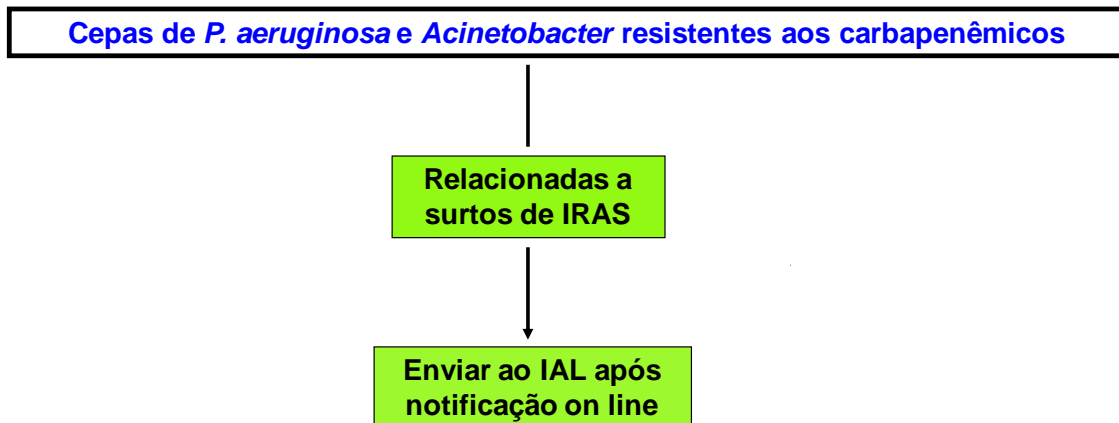 Cepas de P. aeruginosa e Acinetobacter resistentes aos carbapenêmicos
Relacionadas a
surtos de IRAS
Enviar ao IAL após
notificação on line